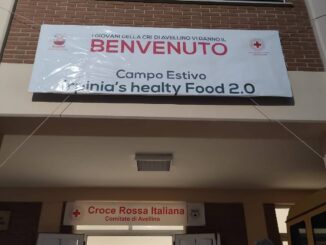 I GIOVANI DELLA CRI DI AVELLINO VI DANNO IL
BENVENUTO
Campo Estivo
Irpinia's healty Food 2.0
Croce Rossa Italiana
Comitato di Avellino